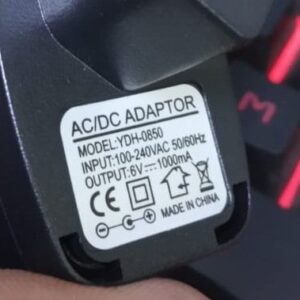 AC/DC ADAPTOR
MODEL:YDH-0850
INPUT:100-240VAC 50/60Hz
OUTPUT:6V⎓1000mA
CE
MADE IN CHINA
M